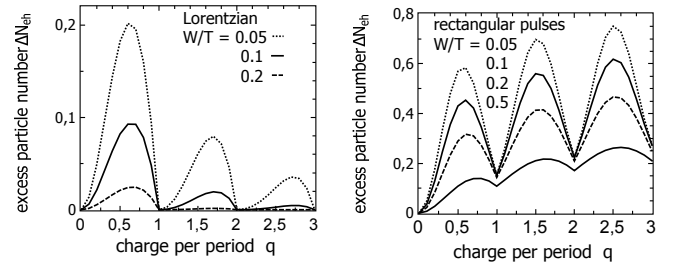 Lorentzian
W/T = 0.05
0.1
0.2
excess particle number ΔNeh
0,2
0,1
0
0 0,5 1 1,5 2 2,5 3
charge per period q
rectangular pulses
W/T = 0.05
0.1
0.2
0.5
excess particle number ΔNeh
0,8
0,6
0,4
0,2
0
0 0,5 1 1,5 2 2,5 3
charge per period q